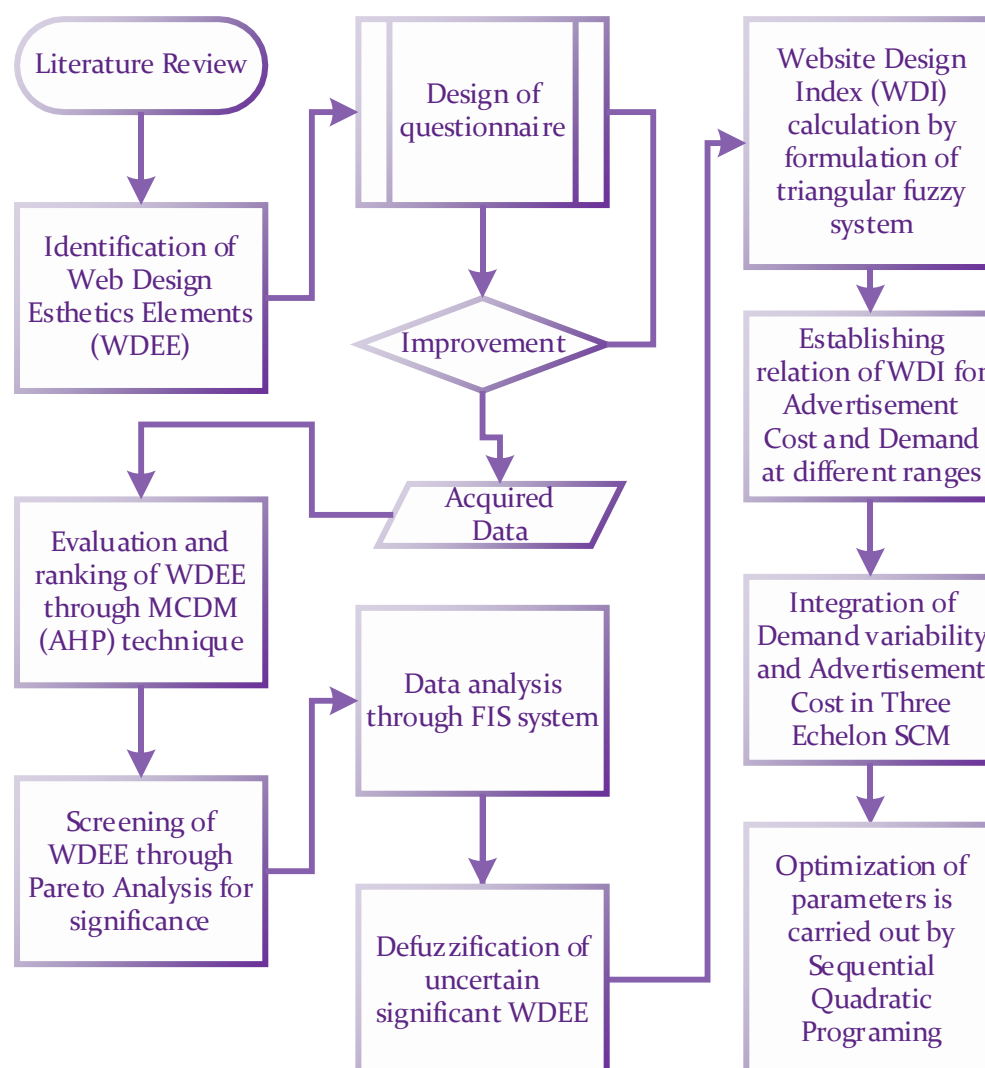 Literature Review
Identification of
Web Design
Esthetics Elements
(WDEE)
Design of
questionnaire
Improvement
Acquired
Data
Evaluation and
ranking of WDEE
through MCDM
(AHP) technique
Screening of
WDEE through
Pareto Analysis for
significance
Data analysis
through FIS system
Defuzzification of
uncertain
significant WDEE
Website Design
Index (WDI)
calculation by
formulation of
triangular fuzzy
system
Establishing
relation of WDI for
Advertisement
Cost and Demand
at different ranges
Integration of
Demand variability
and Advertisement
Cost in Three
Echelon SCM
Optimization of
parameters is
carried out by
Sequential
Quadratic
Programing